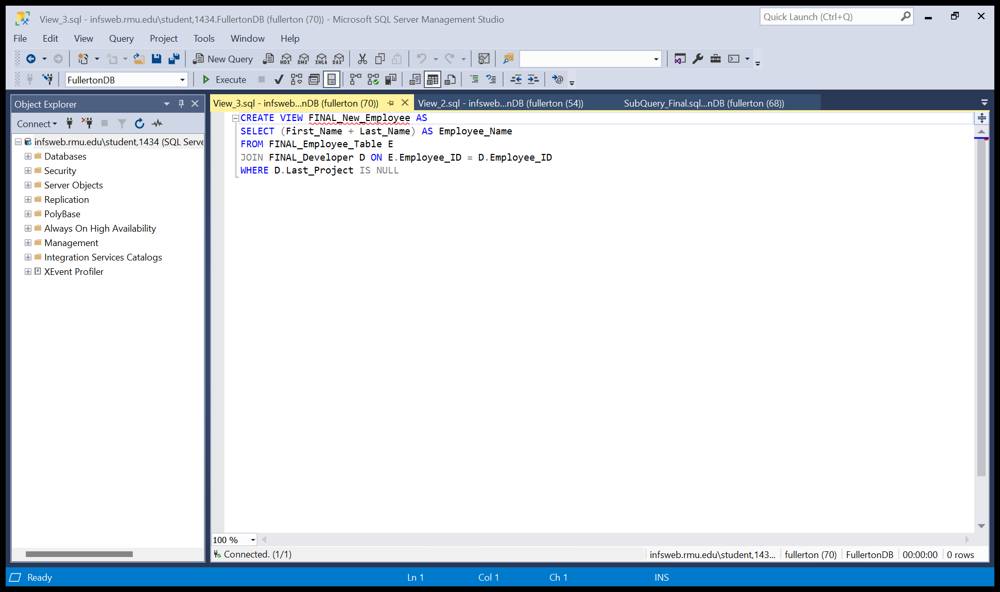 View_3.sql - infsweb.rmu.edu\student,1434.FullertonDB (fullerton (70)) - Microsoft SQL Server Management Studio
Quick Launch (Ctrl+Q)
File Edit View Query Project Tools Window Help
New Query MDX DMX XMLA DAX
FullertonDB Execute
Object Explorer
Connect
infsweb.rmu.edu\student,1434 (SQL Serve
Databases
Security
Server Objects
Replication
PolyBase
Always On High Availability
Management
Integration Services Catalogs
XEvent Profiler
View_3.sql - infsweb...nDB (fullerton (70)) View_2.sql - infsweb...nDB (fullerton (54)) SubQuery_Final.sql...nDB (fullerton (68))
CREATE VIEW FINAL_New_Employee AS
SELECT (First_Name + Last_Name) AS Employee_Name
FROM FINAL_Employee_Table E
JOIN FINAL_Developer D ON E.Employee_ID = D.Employee_ID
WHERE D.Last_Project IS NULL
100 %
Connected. (1/1) infsweb.rmu.edu\student,143... fullerton (70) FullertonDB 00:00:00 0 rows
Ready Ln 1 Col 1 Ch 1 INS